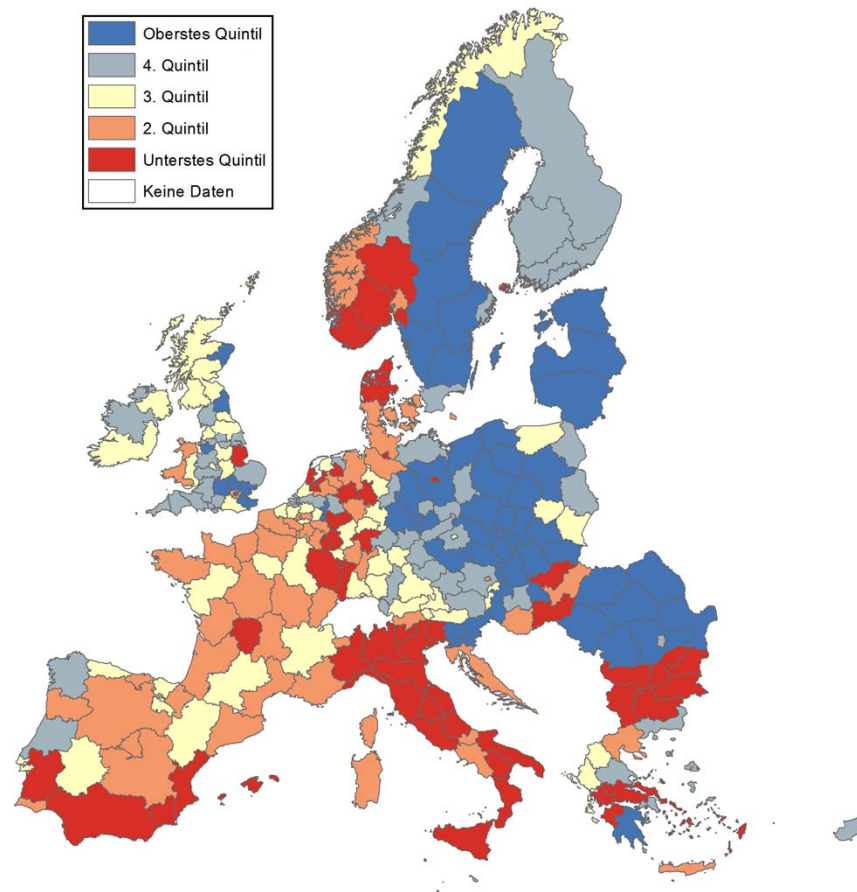 Oberstes Quintil
4. Quintil
3. Quintil
2. Quintil
Unterstes Quintil
Keine Daten